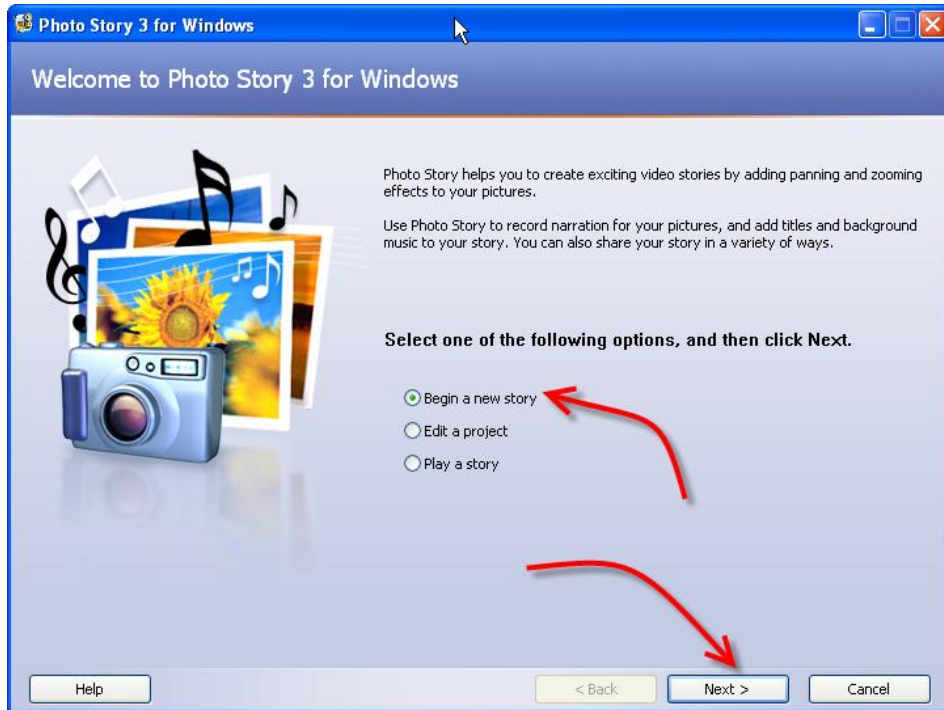 Photo Story 3 for Windows
Welcome to Photo Story 3 for Windows
Photo Story helps you to create exciting video stories by adding panning and zooming
effects to your pictures.
Use Photo Story to record narration for your pictures, and add titles and background
music to your story. You can also share your story in a variety of ways.
Select one of the following options, and then click Next.
Begin a new story
Edit a project
Play a story
Help
< Back
Next >
Cancel